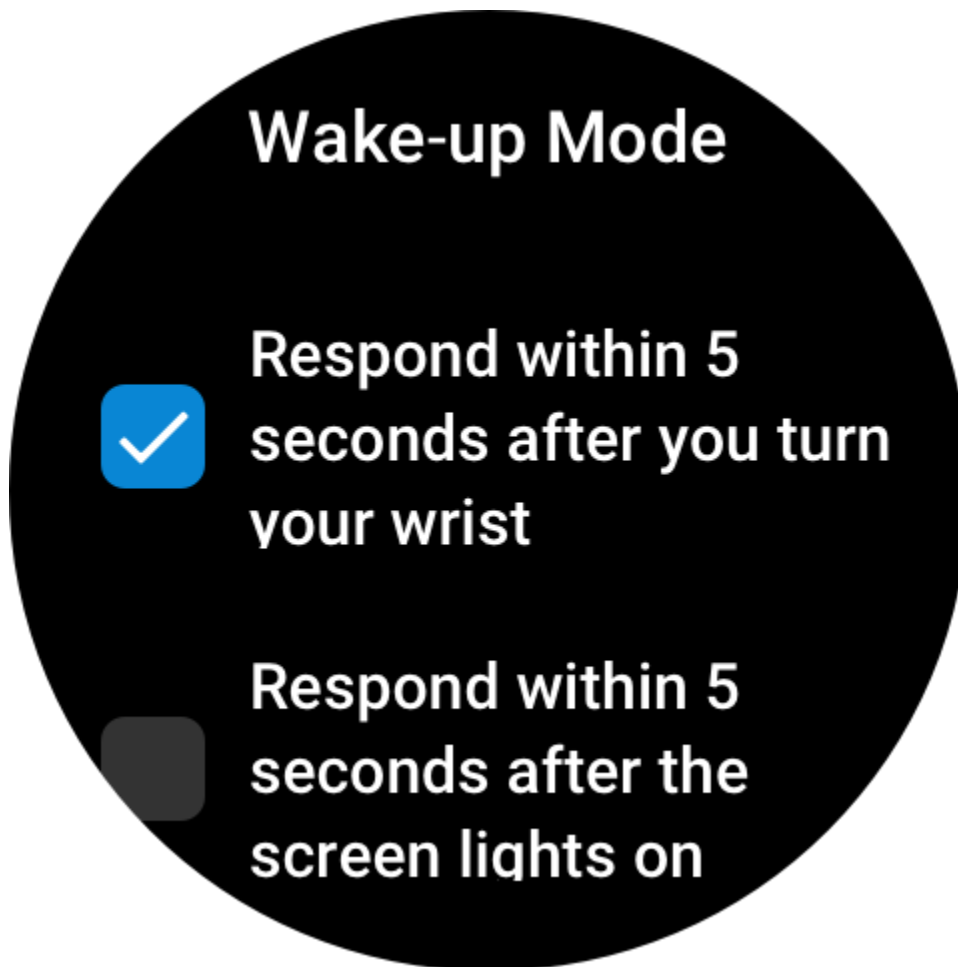 Wake-up Mode
Respond within 5
seconds after you turn
your wrist
Respond within 5
seconds after the
screen lights on